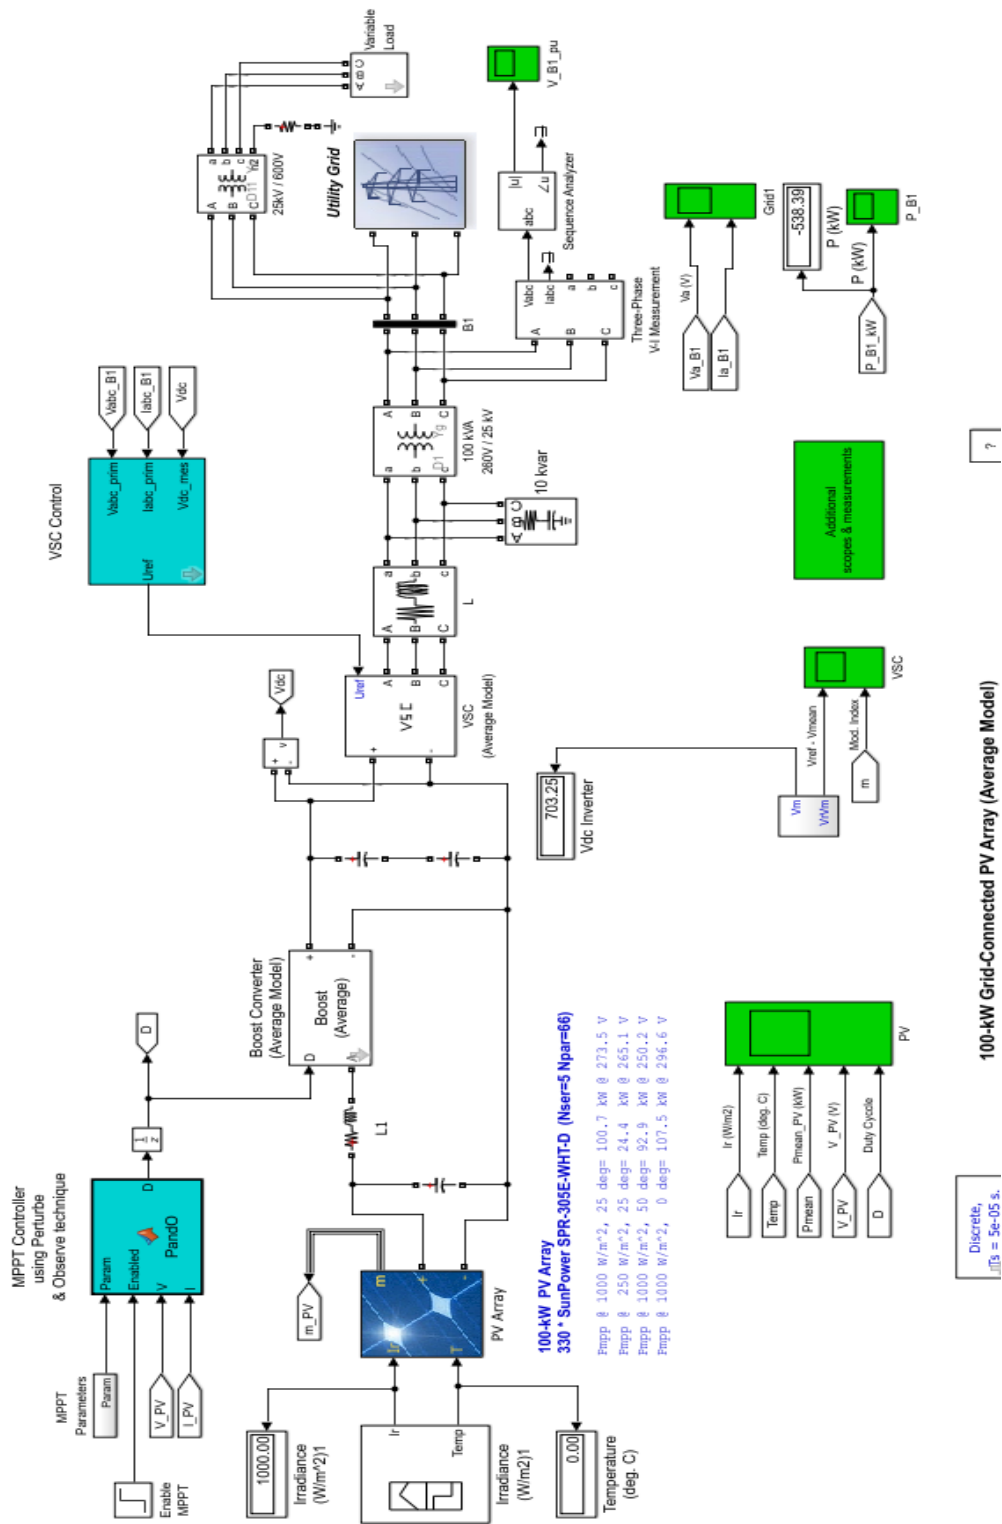 MPPT Controller
using Perturbe
& Observe technique
Param
Enabled
V
I
D
PandO
MPPT
Parameters
Param
V_PV
I_PV
Enable
MPPT
1
z
D
Boost Converter
(Average Model)
D
A
+
-
Boost
(Average)
L1
m_PV
m
Ir
T
+
-
PV Array
1000.00
Irradiance
(W/m^2)1
Ir
Temp
Irradiance
(W/m2)1
0.00
Temperature
(deg. C)
100-kW PV Array
330 * SunPower SPR-305E-WHT-D (Nser=5 Npar=66)
Pmpp @ 1000 W/m^2, 25 deg= 100.7 kW @ 273.5 V
Pmpp @ 250 W/m^2, 25 deg= 24.4 kW @ 265.1 V
Pmpp @ 1000 W/m^2, 50 deg= 92.9 kW @ 250.2 V
Pmpp @ 1000 W/m^2, 0 deg= 107.5 kW @ 296.6 V
+
-
v
Vdc
VSC Control
Uref
Vabc_prim
Iabc_prim
Vdc_mes
Vabc_B1
Iabc_B1
Vdc
Uref
+
-
A
B
C
VSC
VSC
(Average Model)
A
B
C
a
b
c
L
A
B
C
10 kvar
a
b
c
A
B
C
D1
Yg
100 kVA
260V / 25 kV
B1
A
B
C
a
b
c
n2
D11
25kV / 600V
A
B
C
Variable
Load
Utility Grid
A
B
C
Vabc
Iabc
a
b
c
Three-Phase
V-I Measurement
abc
|u|
∠u
Sequence Analyzer
V_B1_pu
703.25
Vdc Inverter
Vm
VrVm
Vref - Vmean
m
Mod. Index
VSC
Additional
scopes & measurements
Va_B1
Ia_B1
Va (V)
Grid1
-538.39
P (kW)
P_B1_kW
P (kW)
P_B1
Ir
Temp
Pmean
V_PV
D
Ir (W/m2)
Temp (deg. C)
Pmean_PV (kW)
V_PV (V)
Duty Cycole
PV
Discrete,
Ts = 5e-05 s.
100-kW Grid-Connected PV Array (Average Model)
?